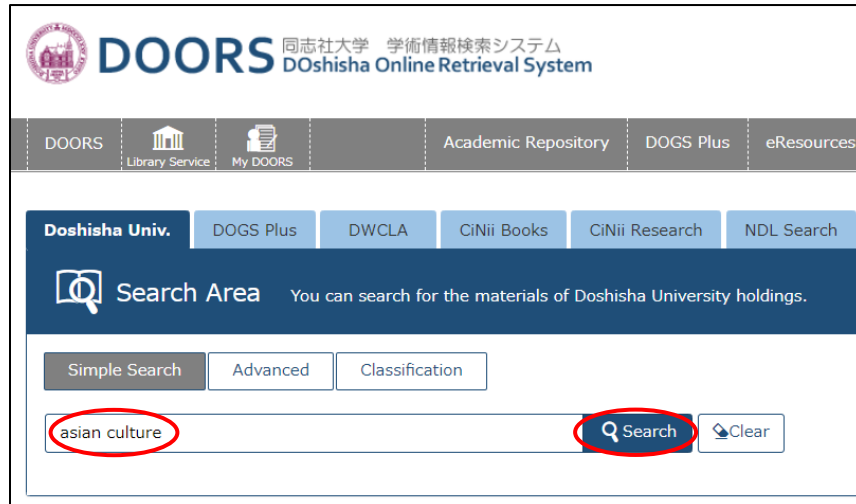 DOORS 同志社大学 学術情報検索システム
DOshisha Online Retrieval System
DOORS Library Service My DOORS Academic Repository DOGS Plus eResources
Doshisha Univ. DOGS Plus DWCLA CiNii Books CiNii Research NDL Search
Search Area You can search for the materials of Doshisha University holdings.
Simple Search Advanced Classification
asian culture Search Clear